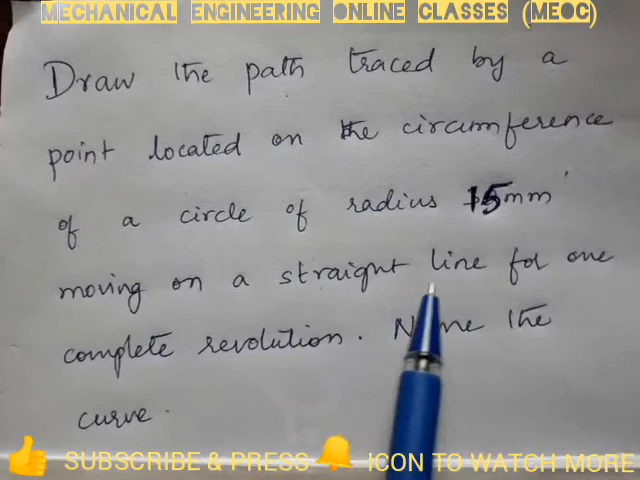 MECHANICAL ENGINEERING ONLINE CLASSES (MEOC)
Draw the path traced by a
point located on the circumference
of a circle of radius 15mm
moving on a straight line for one
complete revolution. Name the
curve.
SUBSCRIBE & PRESS ICON TO WATCH MORE